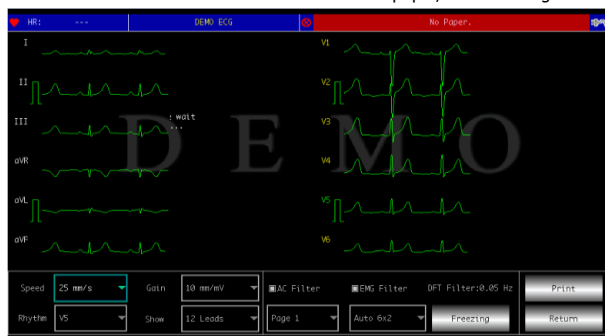 HR: --- DEMO ECG No Paper.
I V1
II V2
: wait
III ... V3
DEMO
aVR V4
aVL V5
aVF V6
Speed 25 mm/s Gain 10 mm/mV AC Filter EMG Filter DFT Filter:0.05 Hz Print
Rhythm V5 Show 12 Leads Page 1 Auto 6x2 Freezing Return